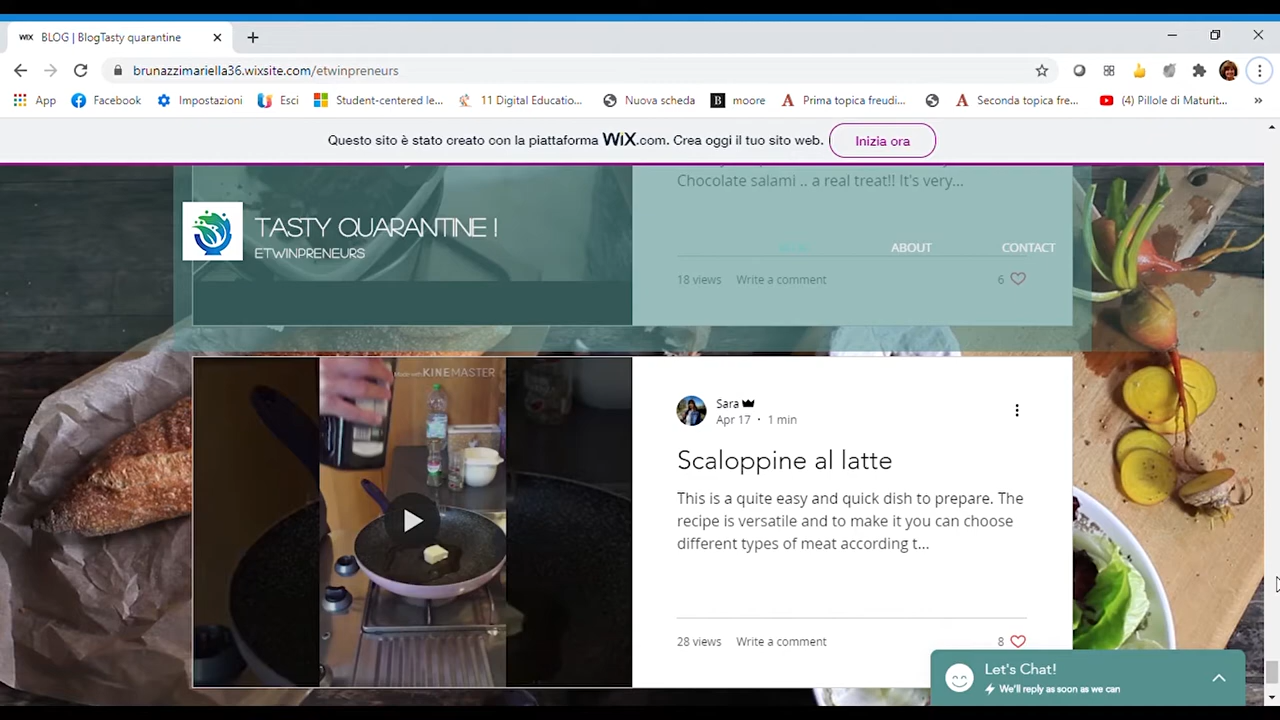 WiX BLOG | BlogTasty quarantine
brunazzimariella36.wixsite.com/etwinpreneurs
App Facebook Impostazioni Esci Student-centered le... 11 Digital Educatio... Nuova scheda B moore Prima topica freudi... Seconda topica fre... (4) Pillole di Maturit... »
Questo sito è stato creato con la piattaforma WiX.com. Crea oggi il tuo sito web. Inizia ora
Chocolate salami .. a real treat!! It's very...
TASTY QUARANTINE !
ETWINPRENEURS
ABOUT CONTACT
18 views Write a comment 6
Made with KINEMASTER
Sara
Apr 17 · 1 min
Scaloppine al latte
This is a quite easy and quick dish to prepare. The
recipe is versatile and to make it you can choose
different types of meat according t...
28 views Write a comment 8
Let's Chat!
We'll reply as soon as we can